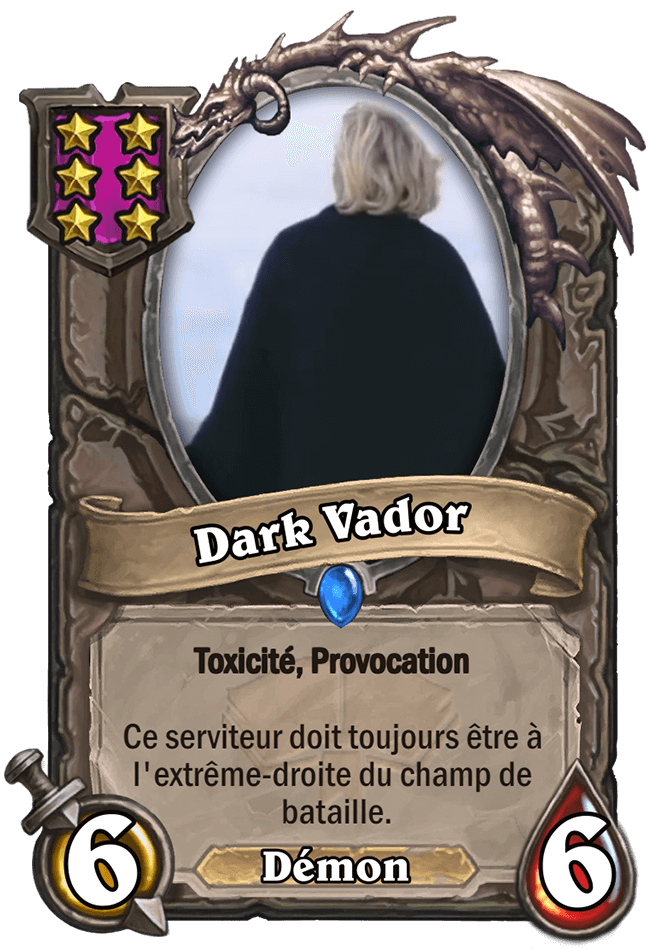 Dark Vador
Toxicité, Provocation
Ce serviteur doit toujours être à
l'extrême-droite du champ de
bataille.
6
Démon
6